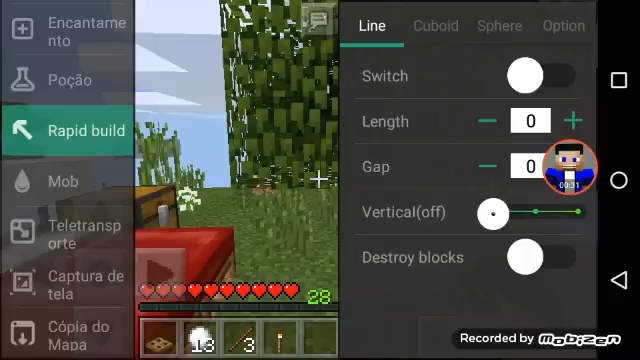 Encantame
nto
Poção
Rapid build
Mob
Teletransp
orte
Captura de
tela
Cópia do
Mapa
28
13
3
Line Cuboid Sphere Option
Switch
Length 0
Gap 0
00:31
Vertical(off)
Destroy blocks
Recorded by Mobizen